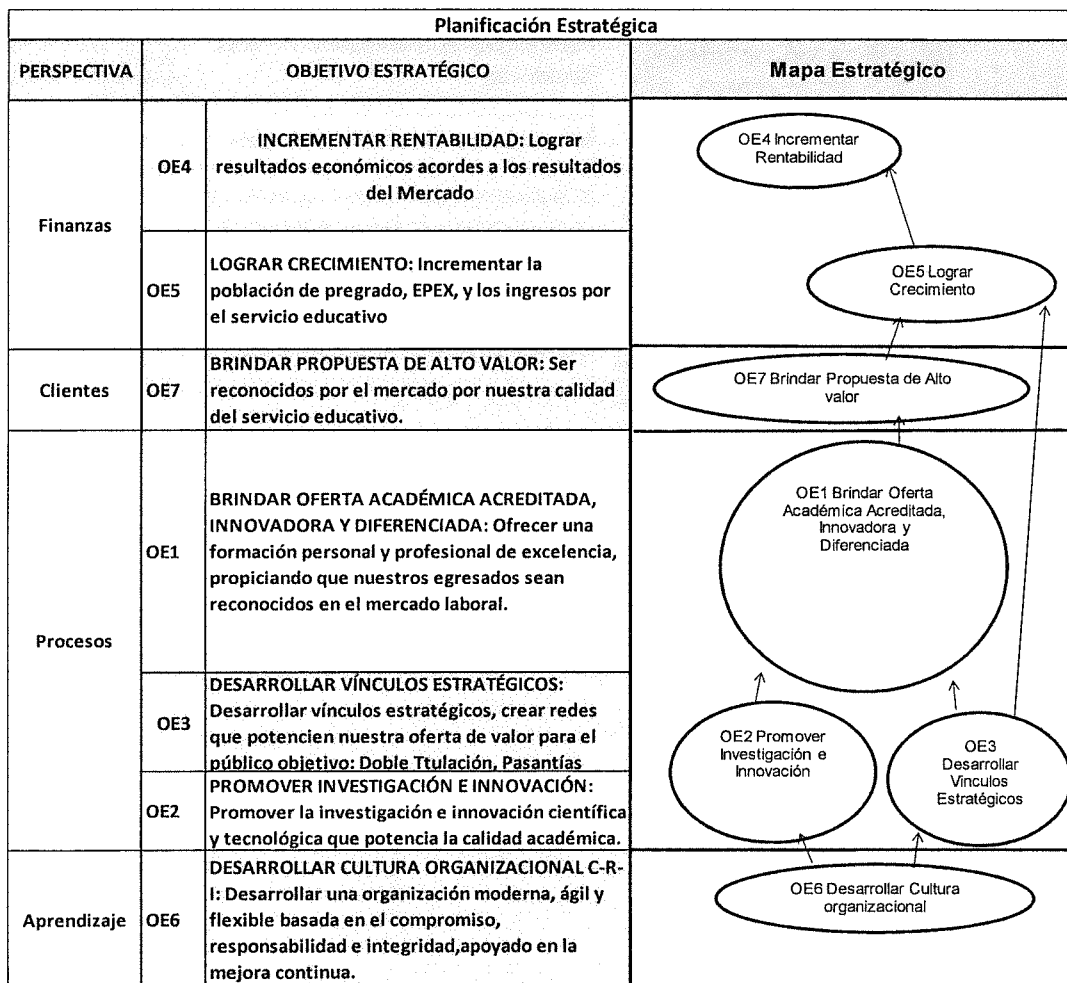 Planificación Estratégica
PERSPECTIVA
OBJETIVO ESTRATÉGICO
Mapa Estratégico
Finanzas
OE4
INCREMENTAR RENTABILIDAD: Lograr
resultados económicos acordes a los resultados
del Mercado
OE5
LOGRAR CRECIMIENTO: Incrementar la
población de pregrado, EPEX, y los ingresos por
el servicio educativo
OE4 Incrementar
Rentabilidad
OE5 Lograr
Crecimiento
Clientes
OE7
BRINDAR PROPUESTA DE ALTO VALOR: Ser
reconocidos por el mercado por nuestra calidad
del servicio educativo.
OE7 Brindar Propuesta de Alto
valor
Procesos
OE1
BRINDAR OFERTA ACADÉMICA ACREDITADA,
INNOVADORA Y DIFERENCIADA: Ofrecer una
formación personal y profesional de excelencia,
propiciando que nuestros egresados sean
reconocidos en el mercado laboral.
OE3
DESARROLLAR VÍNCULOS ESTRATÉGICOS:
Desarrollar vínculos estratégicos, crear redes
que potencien nuestra oferta de valor para el
público objetivo: Doble Ttulación, Pasantías
OE2
PROMOVER INVESTIGACIÓN E INNOVACIÓN:
Promover la investigación e innovación científica
y tecnológica que potencia la calidad académica.
OE1 Brindar Oferta
Académica Acreditada,
Innovadora y
Diferenciada
OE2 Promover
Investigación e
Innovación
OE3
Desarrollar
Vínculos
Estratégicos
Aprendizaje
OE6
DESARROLLAR CULTURA ORGANIZACIONAL C-R-
I: Desarrollar una organización moderna, ágil y
flexible basada en el compromiso,
responsabilidad e integridad,apoyado en la
mejora continua.
OE6 Desarrollar Cultura
organizacional